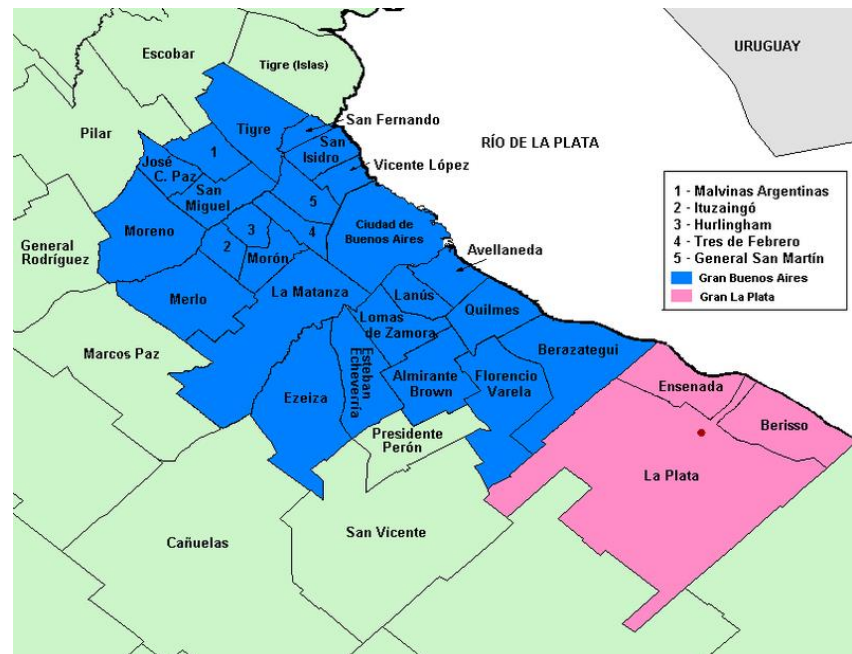 Escobar
Tigre (Islas)
URUGUAY
Pilar
Tigre
San Fernando
San
Isidro
RÍO DE LA PLATA
1
José
C. Paz
Vicente López
San
Miguel
5
1 - Malvinas Argentinas
2 - Ituzaingó
3 - Hurlingham
4 - Tres de Febrero
5 - General San Martín
Gran Buenos Aires
Gran La Plata
General
Rodríguez
Moreno
3
2
4
Morón
Ciudad de
Buenos Aires
Avellaneda
Merlo
La Matanza
Lanús
Quilmes
Lomas
de Zamora
Marcos Paz
Berazategui
Ezeiza
Esteban
Echeverría
Almirante
Brown
Florencio
Varela
Ensenada
Berisso
Presidente
Perón
La Plata
Cañuelas
San Vicente